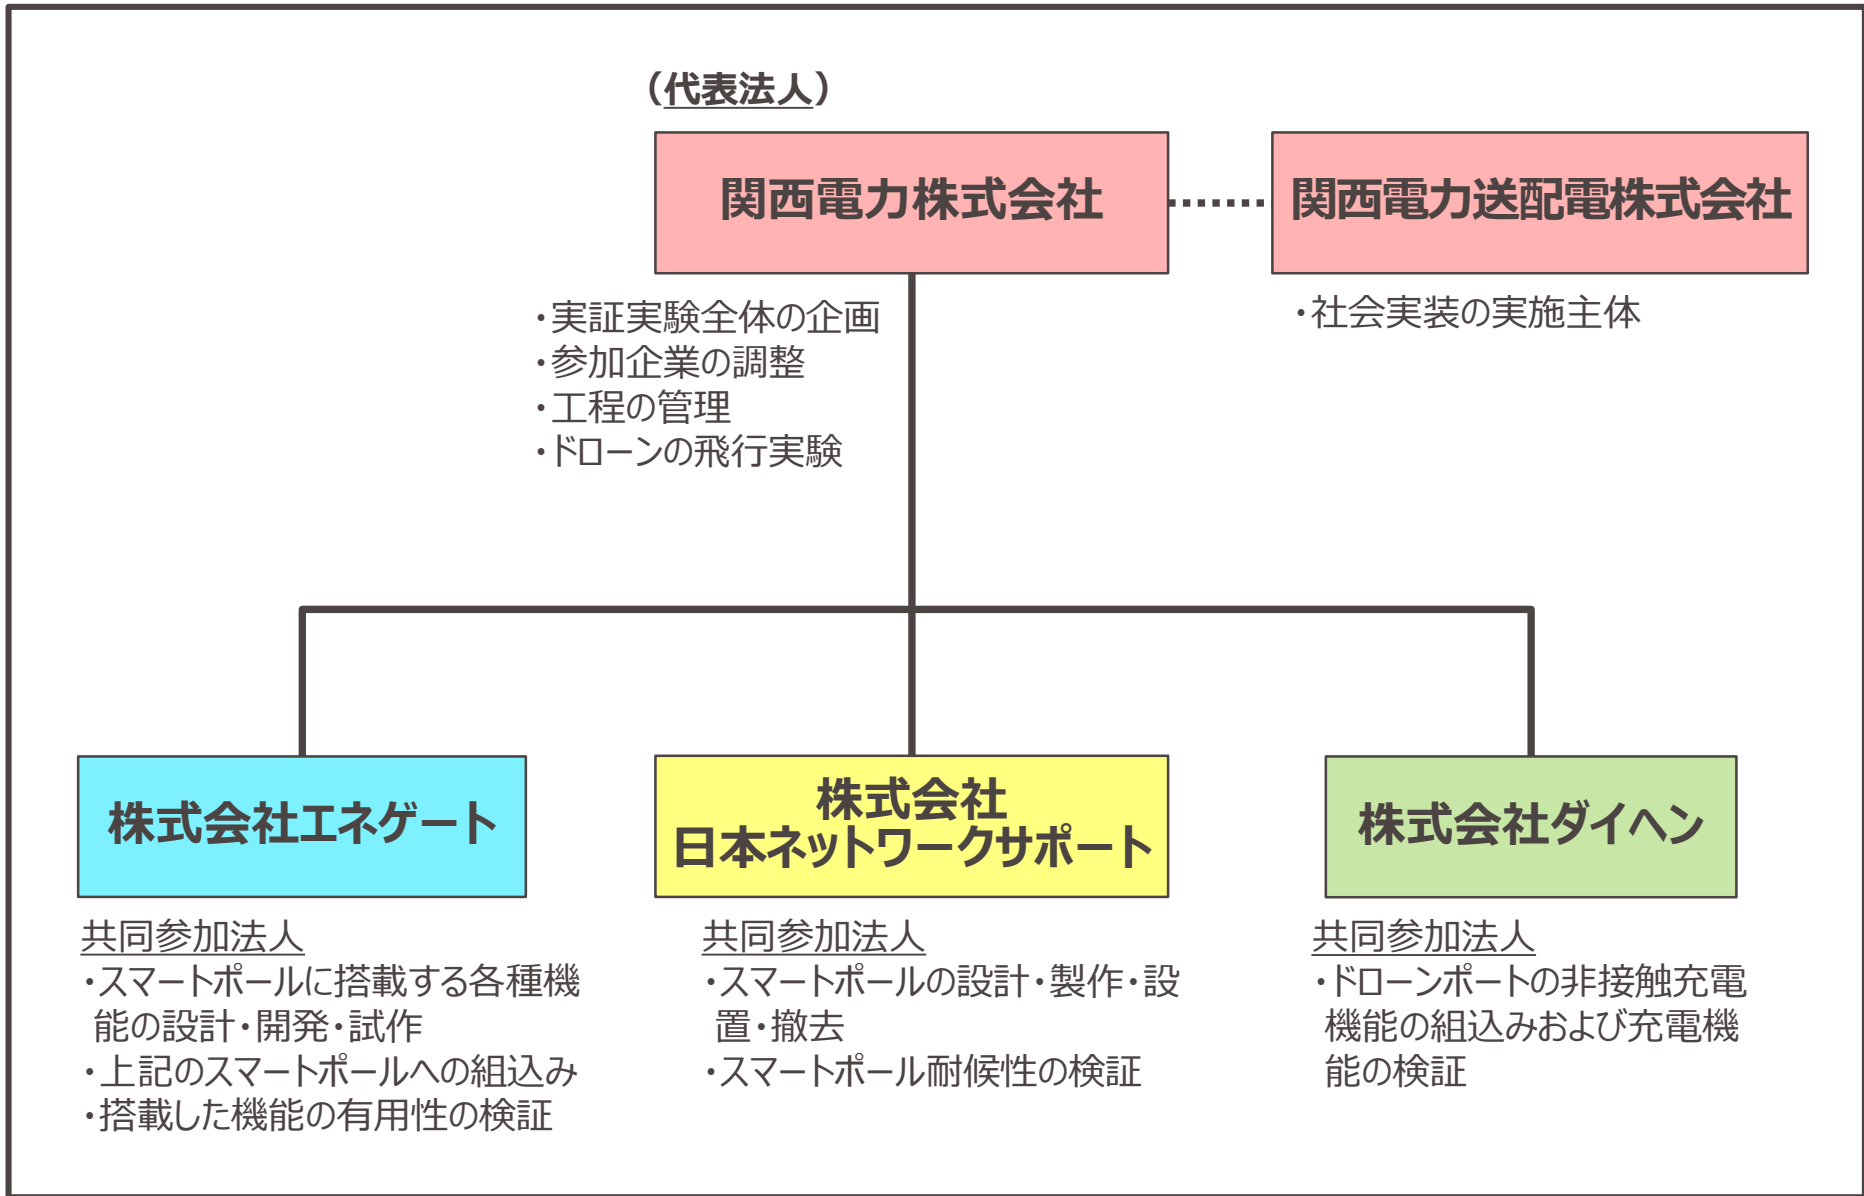 （代表法人）
関西電力株式会社
関西電力送配電株式会社
・実証実験全体の企画
・参加企業の調整
・工程の管理
・ドローンの飛行実験
・社会実装の実施主体
株式会社エネゲート
共同参加法人
・スマートポールに搭載する各種機
能の設計・開発・試作
・上記のスマートポールへの組込み
・搭載した機能の有用性の検証
株式会社
日本ネットワークサポート
共同参加法人
・スマートポールの設計・製作・設
置・撤去
・スマートポール耐候性の検証
株式会社ダイヘン
共同参加法人
・ドローンポートの非接触充電
機能の組込みおよび充電機
能の検証